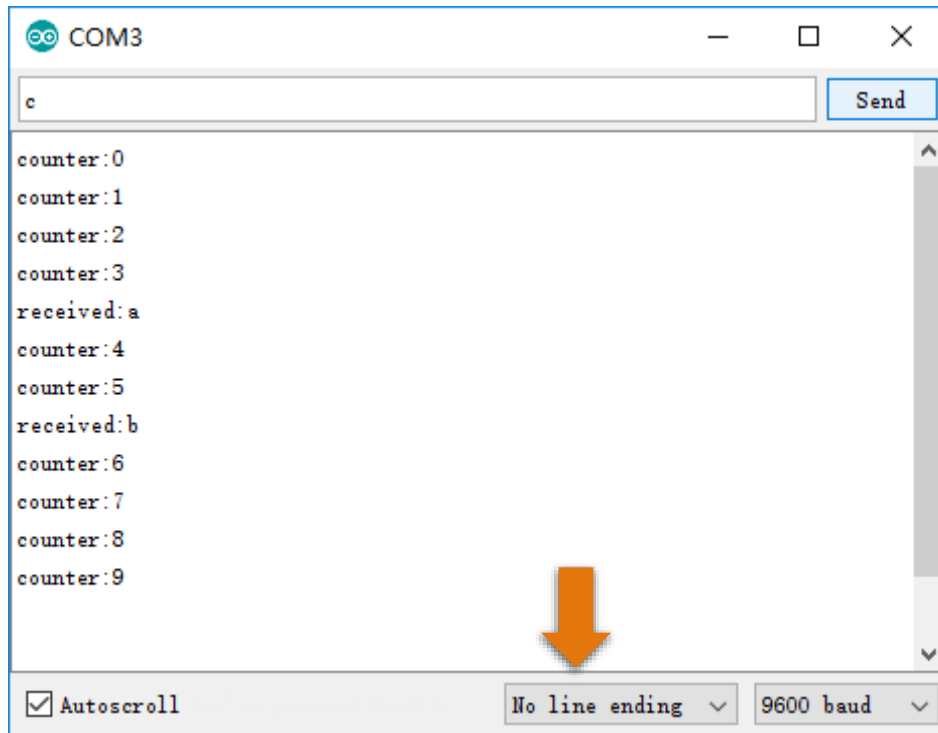 COM3
c
Send
counter:0
counter:1
counter:2
counter:3
received:a
counter:4
counter:5
received:b
counter:6
counter:7
counter:8
counter:9
Autoscroll
No line ending
9600 baud